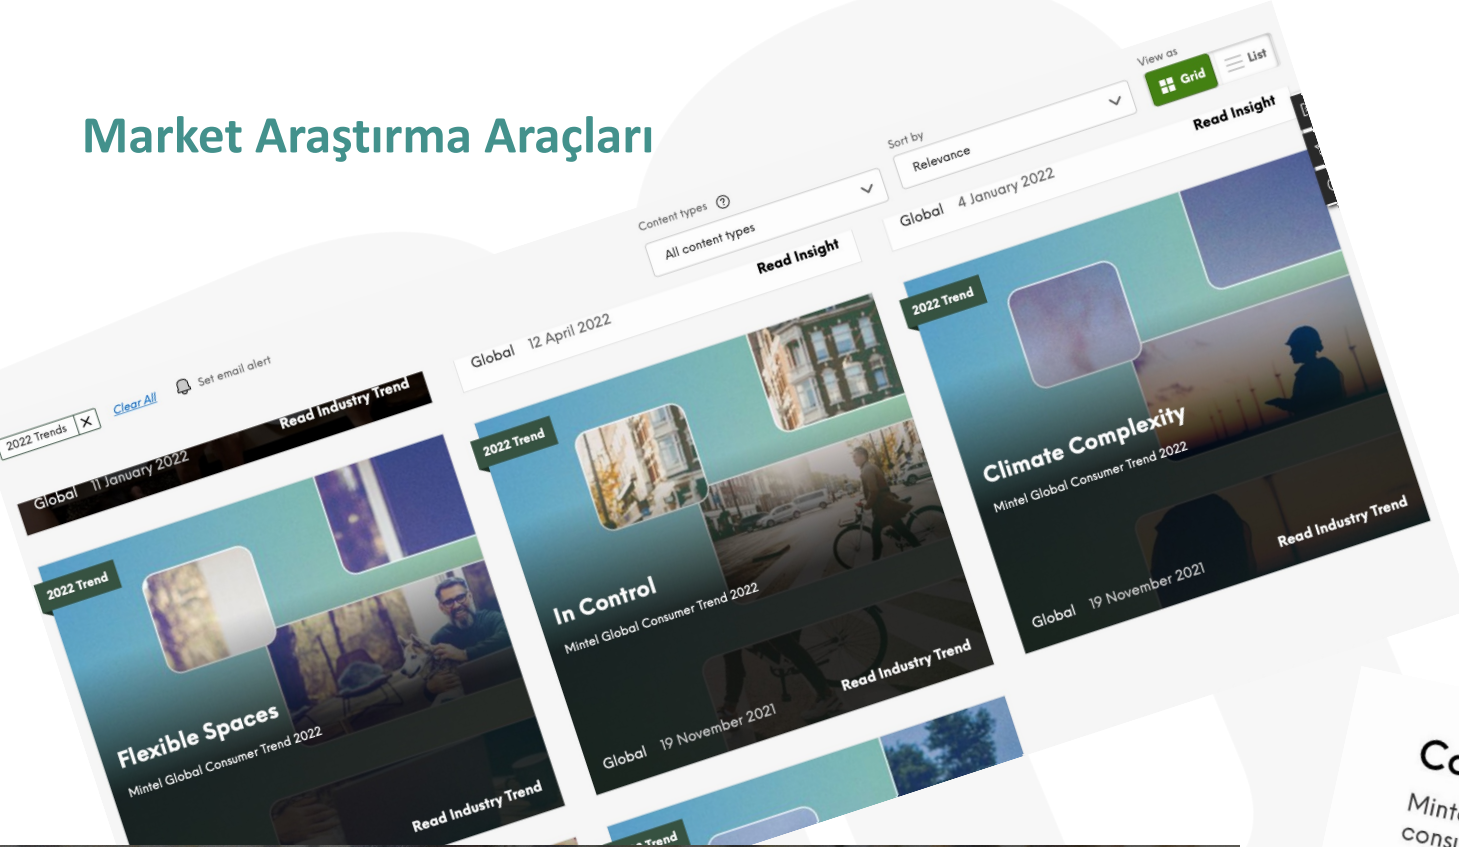 Market Araştırma Araçları
View as
Grid
List
Sort by
Relevance
Content types ?
All content types
Set email alert
Clear All
2022 Trends X
Read Insight
Global 4 January 2022
Read Insight
Global 12 April 2022
Read Industry Trend
Global 11 January 2022
2022 Trend
Flexible Spaces
Mintel Global Consumer Trend 2022
Read Industry Trend
2022 Trend
In Control
Mintel Global Consumer Trend 2022
Read Industry Trend
Global 19 November 2021
2022 Trend
Climate Complexity
Mintel Global Consumer Trend 2022
Read Industry Trend
Global 19 November 2021
Trend